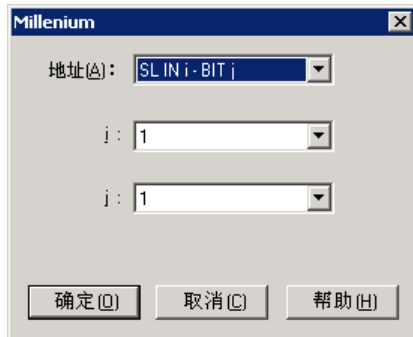 Millenium
地址(A): SL IN i - BIT j
i : 1
j : 1
确定(O) 取消(C) 帮助(H)